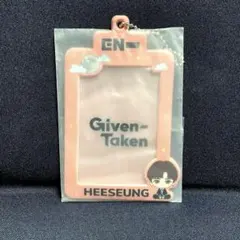 EN-
Given-
Taken
HEESEUNG